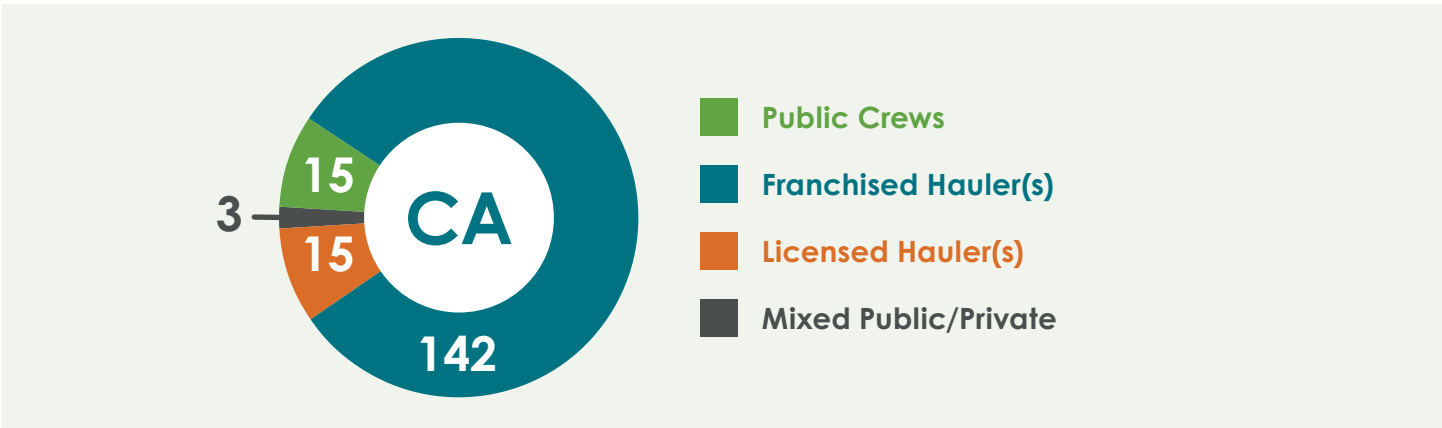 15
3
15
142
CA
Public Crews
Franchised Hauler(s)
Licensed Hauler(s)
Mixed Public/Private